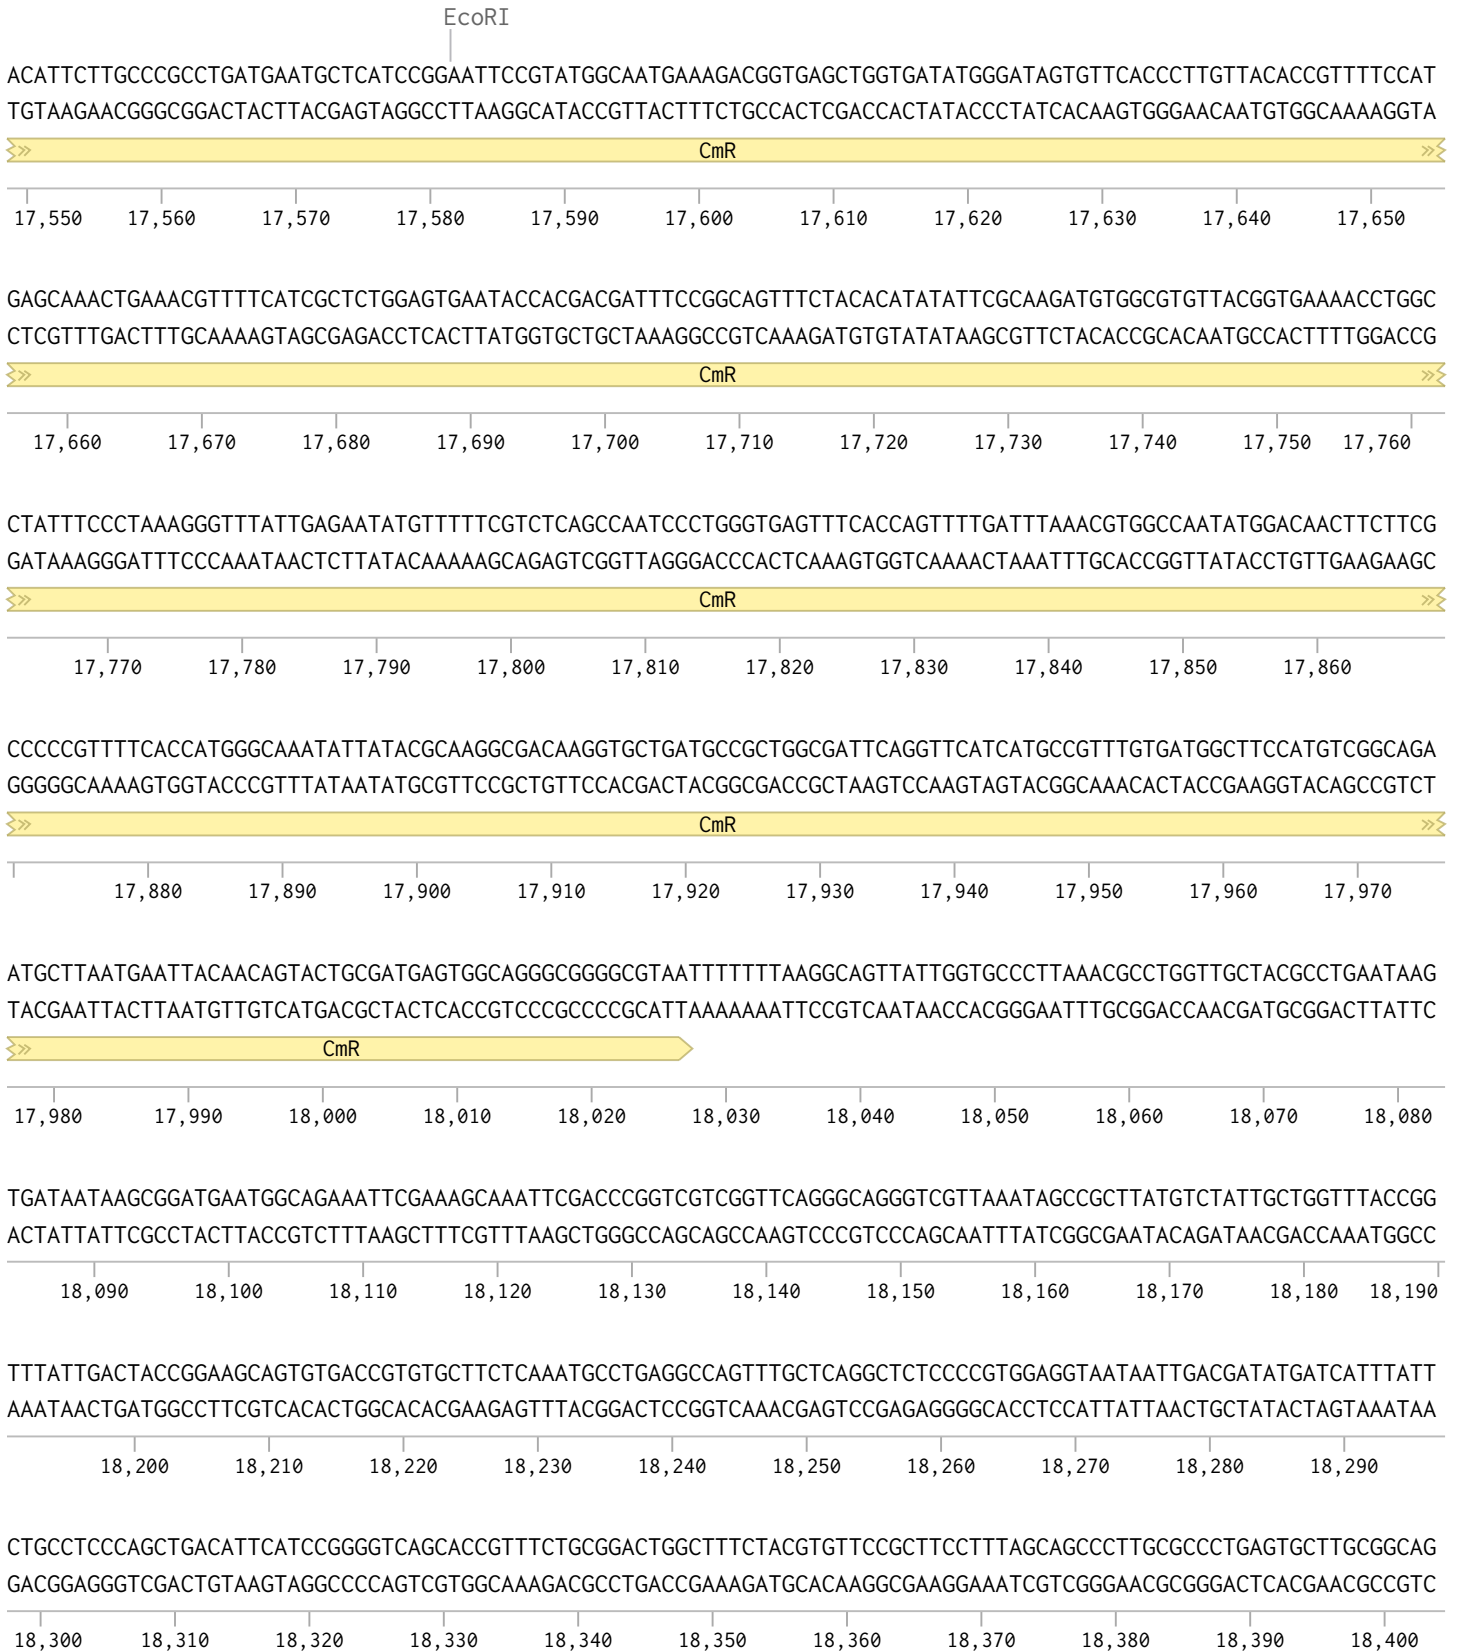 EcoRI
ACATTCTTGCCCGCCTGATGAATGCTCATCCGGAATTCCGTATGGCAATGAAAGACGGTGAGCTGGTGATATGGGATAGTGTTCACCCTTGTTACACCGTTTTCCAT
TGTAAGAACGGGCGGACTACTTACGAGTAGGCCTTAAGGCATACCGTTACTTTCTGCCACTCGACCACTATACCCTATCACAAGTGGGAACAATGTGGCAAAAGGTA
CmR
17,550 17,560 17,570 17,580 17,590 17,600 17,610 17,620 17,630 17,640 17,650
GAGCAAACTGAAACGTTTTCATCGCTCTGGAGTGAATACCACGACGATTTCCGGCAGTTTCTACACATATATTCGCAAGATGTGGCGTGTTACGGTGAAAACCTGGC
CTCGTTTGACTTTGCAAAAGTAGCGAGACCTCACTTATGGTGCTGCTAAAGGCCGTCAAAGATGTGTATATAAGCGTTCTACACCGCACAATGCCACTTTTGGACCG
CmR
17,660 17,670 17,680 17,690 17,700 17,710 17,720 17,730 17,740 17,750 17,760
CTATTTCCCTAAAGGGTTTATTGAGAATATGTTTTTCGTCTCAGCCAATCCCTGGGTGAGTTTCACCAGTTTTGATTTAAACGTGGCCAATATGGACAACTTCTTCG
GATAAAGGGATTTCCCAAATAACTCTTATACAAAAAGCAGAGTCGGTTAGGGACCCACTCAAAGTGGTCAAAACTAAATTTGCACCGGTTATACCTGTTGAAGAAGC
CmR
17,770 17,780 17,790 17,800 17,810 17,820 17,830 17,840 17,850 17,860
CCCCCGTTTTCACCATGGGCAAATATTATACGCAAGGCGACAAGGTGCTGATGCCGCTGGCGATTCAGGTTCATCATGCCGTTTGTGATGGCTTCCATGTCGGCAGA
GGGGGCAAAAGTGGTACCCGTTTATAATATGCGTTCCGCTGTTCCACGACTACGGCGACCGCTAAGTCCAAGTAGTACGGCAAACACTACCGAAGGTACAGCCGTCT
CmR
17,880 17,890 17,900 17,910 17,920 17,930 17,940 17,950 17,960 17,970
ATGCTTAATGAATTACAACAGTACTGCGATGAGTGGCAGGGCGGGGCGTAATTTTTTTAAGGCAGTTATTGGTGCCCTTAAACGCCTGGTTGCTACGCCTGAATAAG
TACGAATTACTTAATGTTGTCATGACGCTACTCACCGTCCCGCCCCGCATTAAAAAAATTCCGTCAATAACCACGGGAATTTGCGGACCAACGATGCGGACTTATTC
CmR
17,980 17,990 18,000 18,010 18,020 18,030 18,040 18,050 18,060 18,070 18,080
TGATAATAAGCGGATGAATGGCAGAAATTCGAAAGCAAATTCGACCCGGTCGTCGGTTCAGGGCAGGGTCGTTAAATAGCCGCTTATGTCTATTGCTGGTTTACCGG
ACTATTATTCGCCTACTTACCGTCTTTAAGCTTTCGTTTAAGCTGGGCCAGCAGCCAAGTCCCGTCCCAGCAATTTATCGGCGAATACAGATAACGACCAAATGGCC
18,090 18,100 18,110 18,120 18,130 18,140 18,150 18,160 18,170 18,180 18,190
TTTATTGACTACCGGAAGCAGTGTGACCGTGTGCTTCTCAAATGCCTGAGGCCAGTTTGCTCAGGCTCTCCCCGTGGAGGTAATAATTGACGATATGATCATTTATT
AAATAACTGATGGCCTTCGTCACACTGGCACACGAAGAGTTTACGGACTCCGGTCAAACGAGTCCGAGAGGGGCACCTCCATTATTAACTGCTATACTAGTAAATAA
18,200 18,210 18,220 18,230 18,240 18,250 18,260 18,270 18,280 18,290
CTGCCTCCCAGCTGACATTCATCCGGGGTCAGCACCGTTTCTGCGGACTGGCTTTCTACGTGTTCCGCTTCCTTTAGCAGCCCTTGCGCCCTGAGTGCTTGCGGCAG
GACGGAGGGTCGACTGTAAGTAGGCCCCAGTCGTGGCAAAGACGCCTGACCGAAAGATGCACAAGGCGAAGGAAATCGTCGGGAACGCGGGACTCACGAACGCCGTC
18,300 18,310 18,320 18,330 18,340 18,350 18,360 18,370 18,380 18,390 18,400